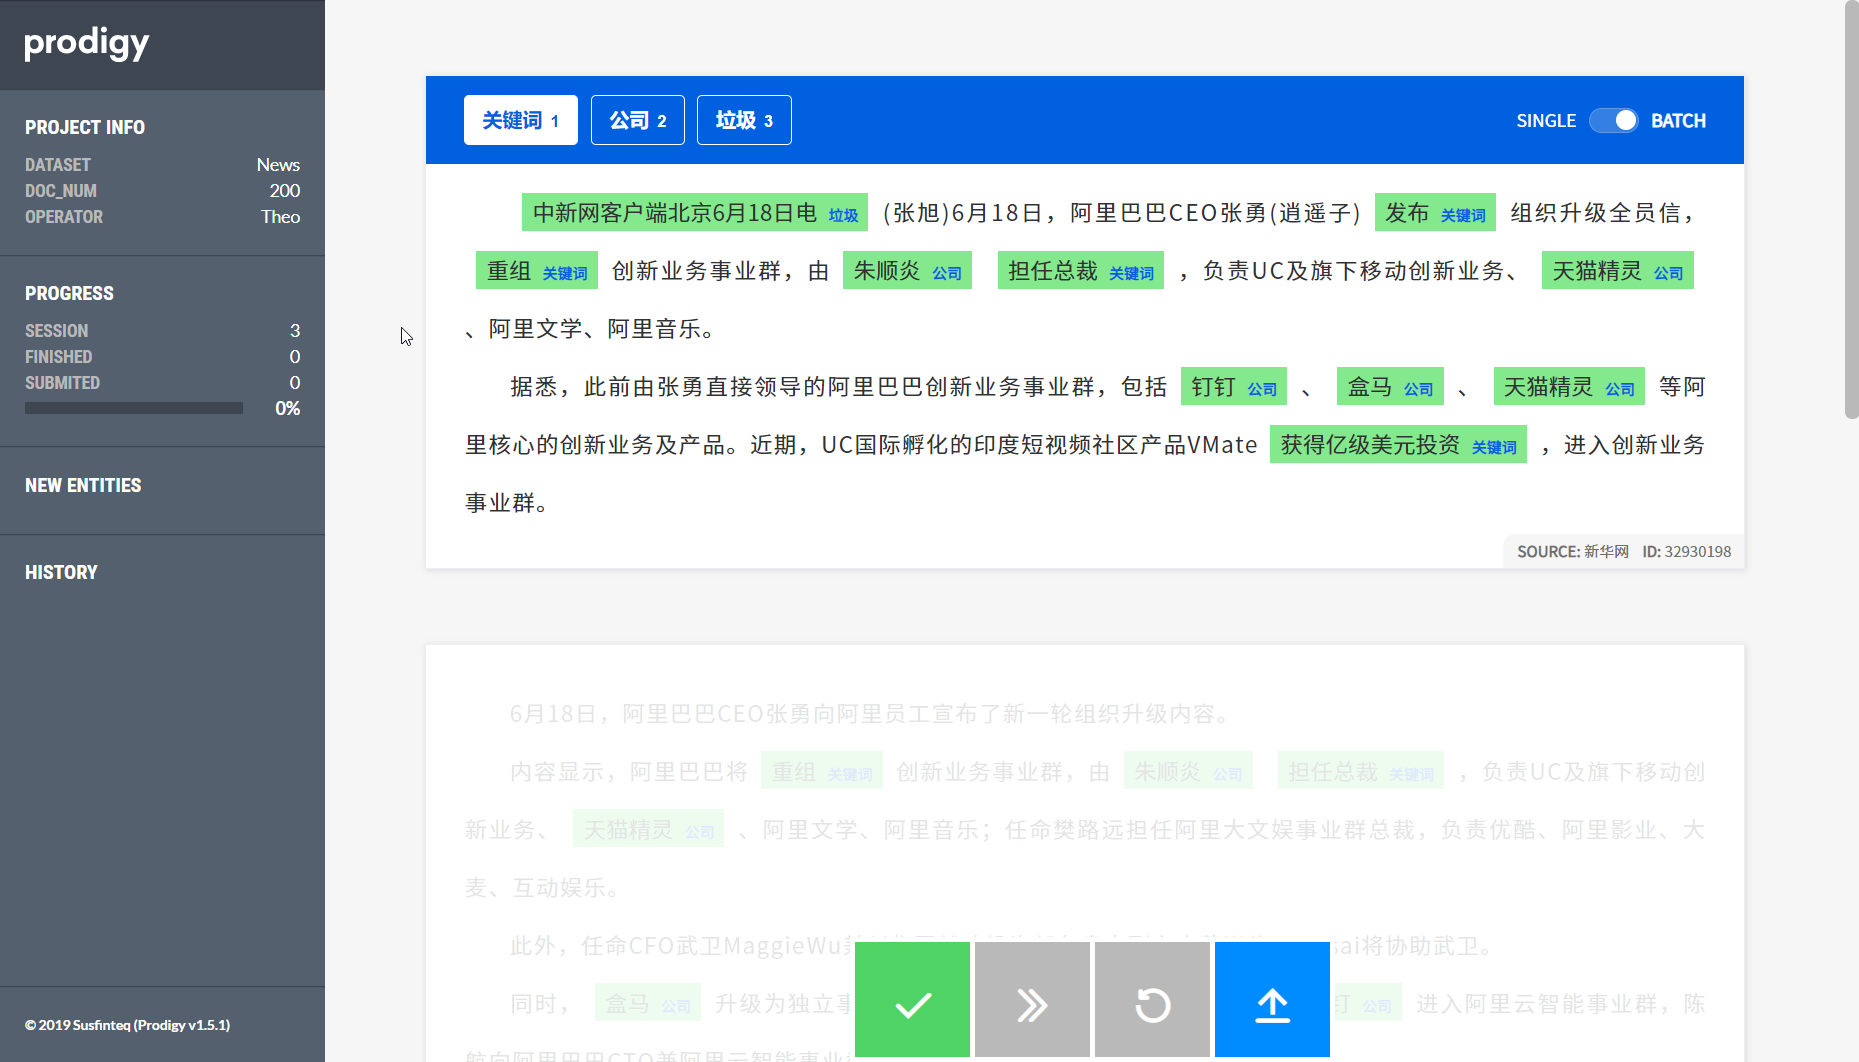 prodigy
PROJECT INFO
DATASET News
DOC_NUM 200
OPERATOR Theo
PROGRESS
SESSION 3
FINISHED 0
SUBMITED 0
0%
NEW ENTITIES
HISTORY
© 2019 Susfinteq (Prodigy v1.5.1)
关键词 1 公司 2 垃圾 3 SINGLE BATCH
中新网客户端北京6月18日电 垃圾 (张旭)6月18日，阿里巴巴CEO张勇(逍遥子) 发布 关键词 组织升级全员信，
重组 关键词 创新业务事业群，由 朱顺炎 公司 担任总裁 关键词 ，负责UC及旗下移动创新业务、 天猫精灵 公司
、阿里文学、阿里音乐。
据悉，此前由张勇直接领导的阿里巴巴创新业务事业群，包括 钉钉 公司 、 盒马 公司 、 天猫精灵 公司 等阿
里核心的创新业务及产品。近期，UC国际孵化的印度短视频社区产品VMate 获得亿级美元投资 关键词 ，进入创新业务
事业群。
SOURCE: 新华网 ID: 32930198
6月18日，阿里巴巴CEO张勇向阿里员工宣布了新一轮组织升级内容。
内容显示，阿里巴巴将 重组 关键词 创新业务事业群，由 朱顺炎 公司 担任总裁 关键词 ，负责UC及旗下移动创
新业务、 天猫精灵 公司 、阿里文学、阿里音乐；任命樊路远担任阿里大文娱事业群总裁，负责优酷、阿里影业、大
麦、互动娱乐。
此外，任命CFO武卫MaggieWu sai将协助武卫。
同时， 盒马 公司 升级为独立事 钉 公司 进入阿里云智能事业群，陈